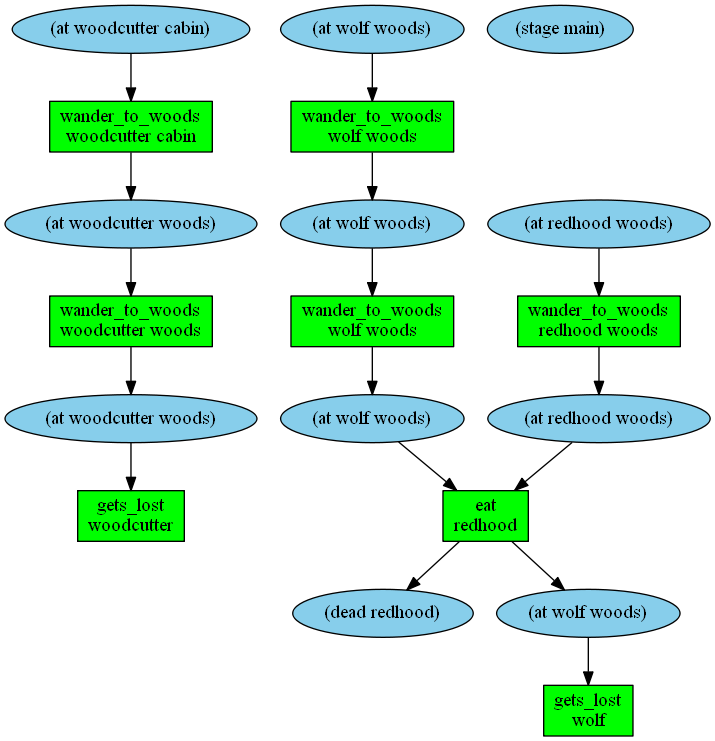 (at woodcutter cabin)
(at wolf woods)
(stage main)
wander_to_woods
woodcutter cabin
wander_to_woods
wolf woods
(at woodcutter woods)
(at wolf woods)
(at redhood woods)
wander_to_woods
woodcutter woods
wander_to_woods
wolf woods
wander_to_woods
redhood woods
(at woodcutter woods)
(at wolf woods)
(at redhood woods)
gets_lost
woodcutter
eat
redhood
(dead redhood)
(at wolf woods)
gets_lost
wolf